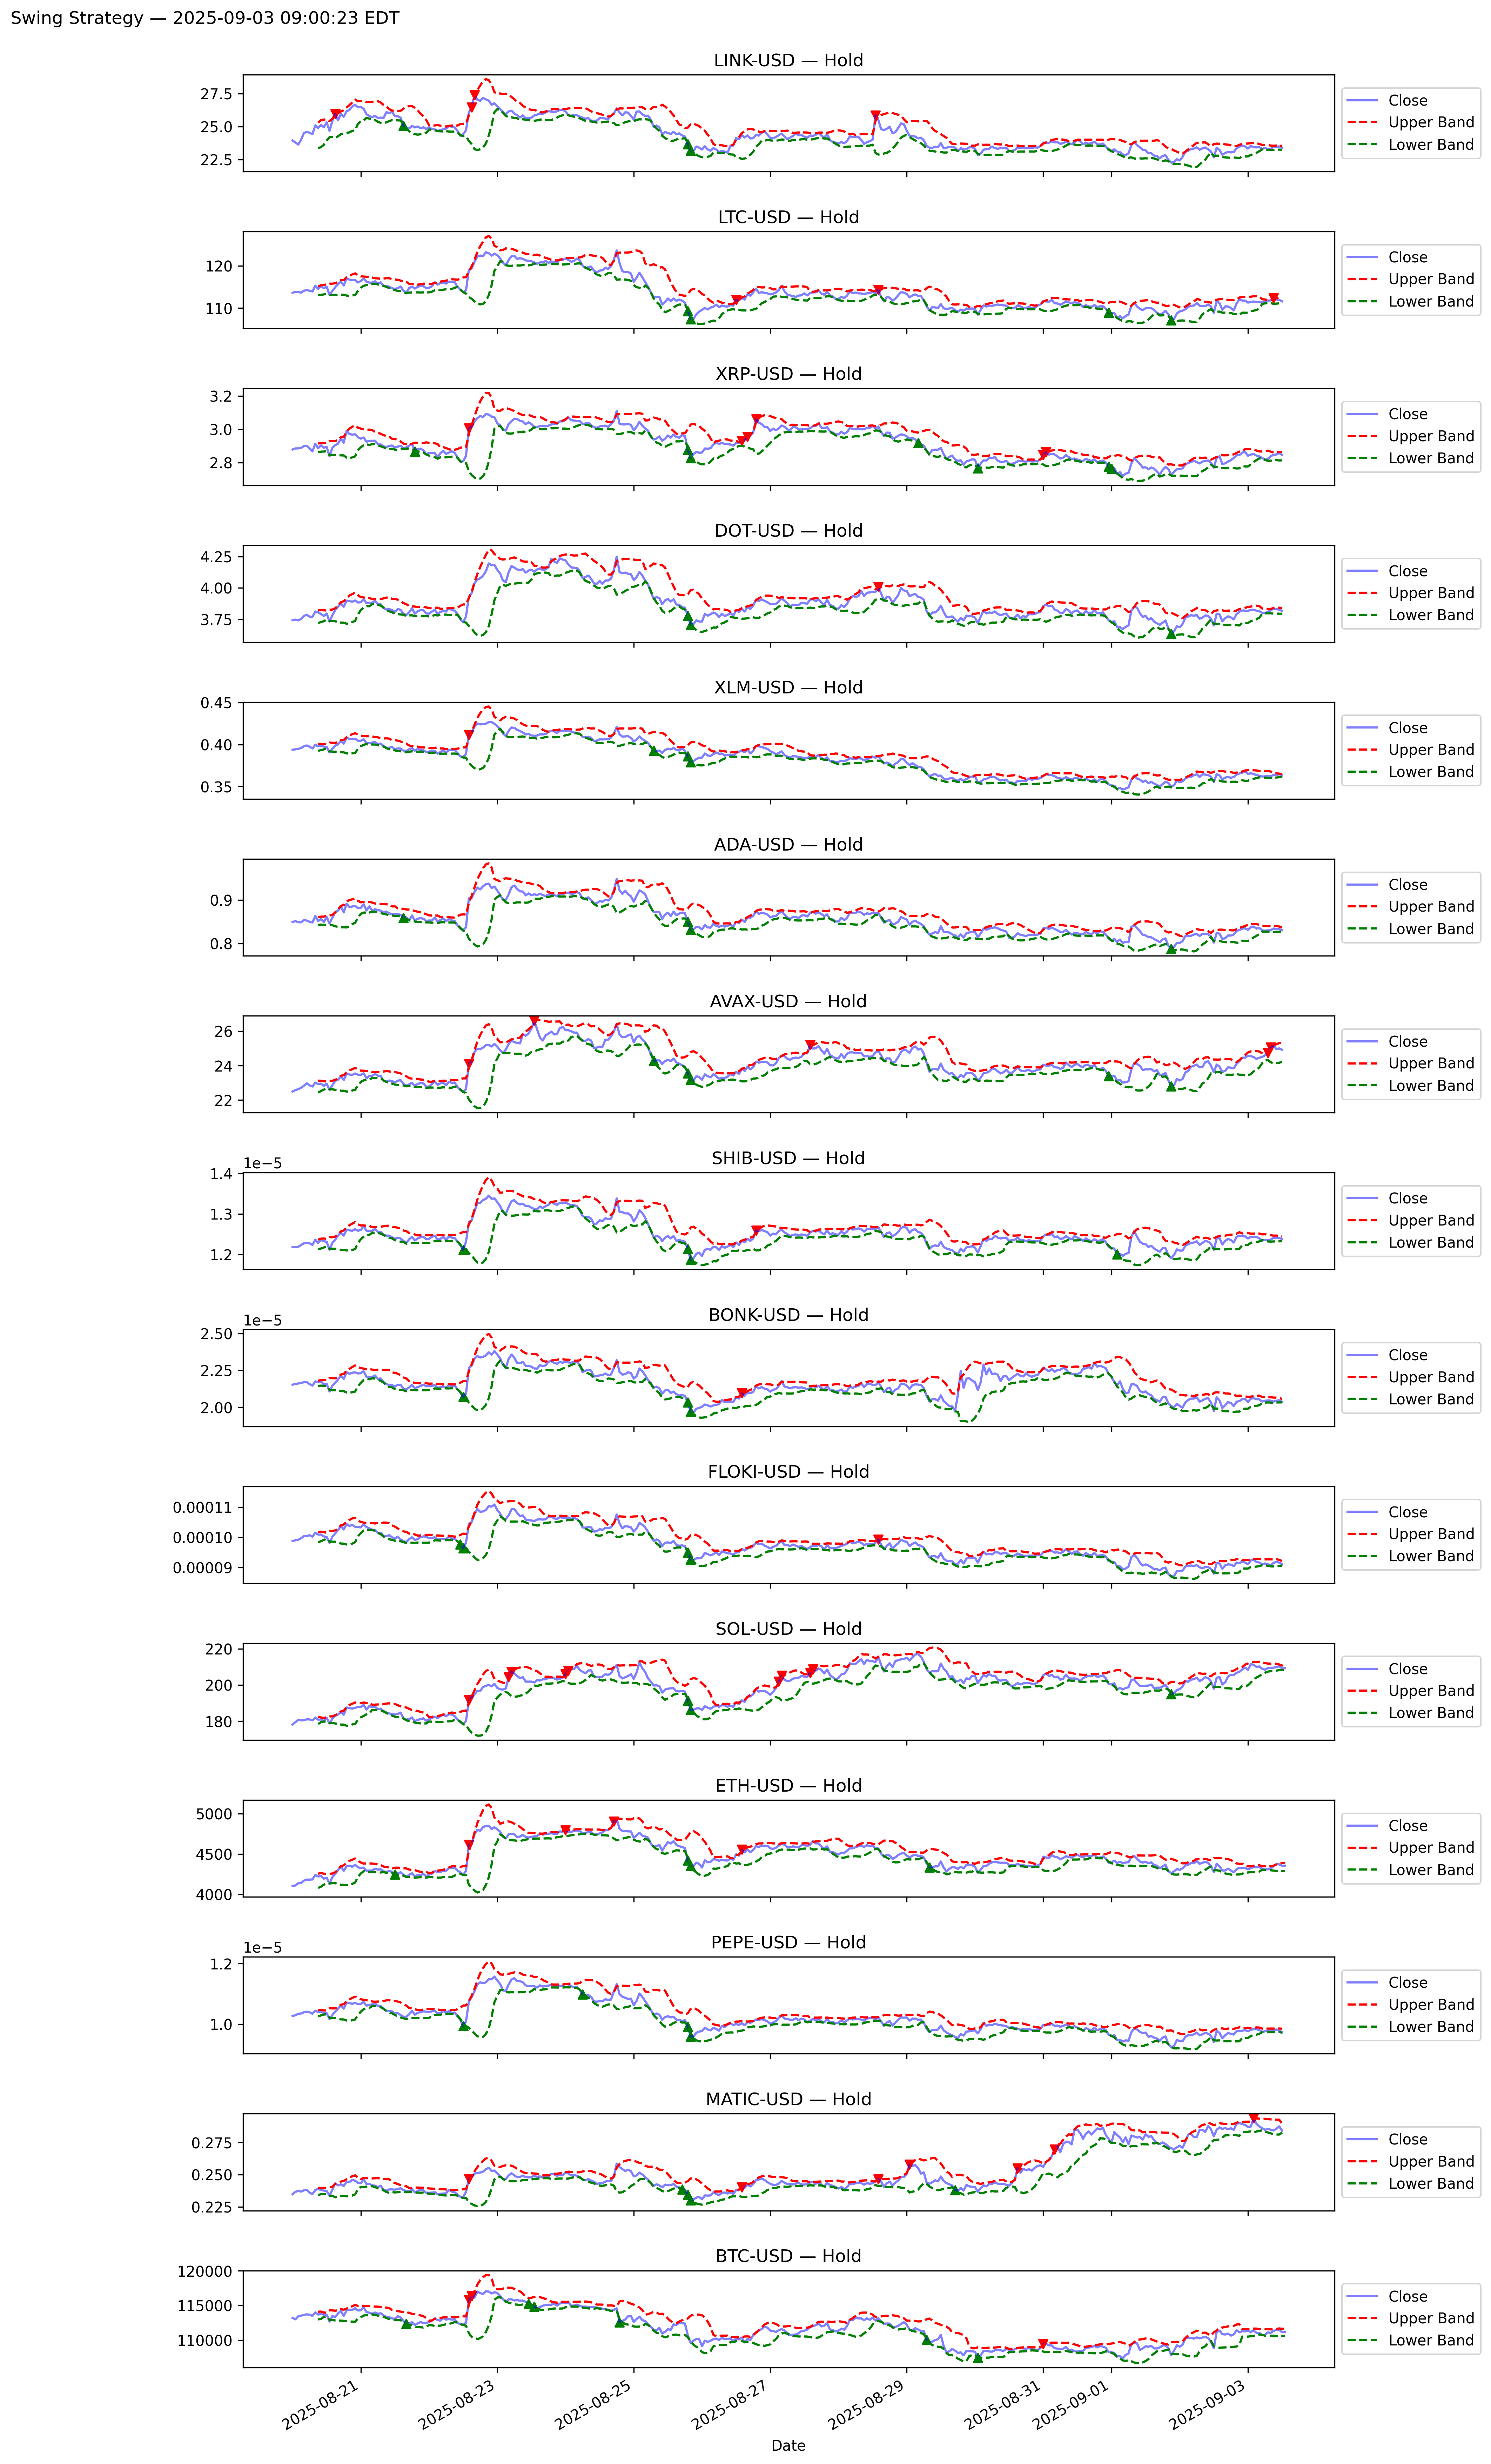 Swing Strategy — 2025-09-03 09:00:23 EDT
LINK-USD — Hold
27.5
25.0
22.5
Close
Upper Band
Lower Band
LTC-USD — Hold
120
110
Close
Upper Band
Lower Band
XRP-USD — Hold
3.2
3.0
2.8
Close
Upper Band
Lower Band
DOT-USD — Hold
4.25
4.00
3.75
Close
Upper Band
Lower Band
XLM-USD — Hold
0.45
0.40
0.35
Close
Upper Band
Lower Band
ADA-USD — Hold
0.9
0.8
Close
Upper Band
Lower Band
AVAX-USD — Hold
26
24
22
Close
Upper Band
Lower Band
SHIB-USD — Hold
1e−5
1.4
1.3
1.2
Close
Upper Band
Lower Band
BONK-USD — Hold
1e−5
2.50
2.25
2.00
Close
Upper Band
Lower Band
FLOKI-USD — Hold
0.00011
0.00010
0.00009
Close
Upper Band
Lower Band
SOL-USD — Hold
220
200
180
Close
Upper Band
Lower Band
ETH-USD — Hold
5000
4500
4000
Close
Upper Band
Lower Band
PEPE-USD — Hold
1e−5
1.2
1.0
Close
Upper Band
Lower Band
MATIC-USD — Hold
0.275
0.250
0.225
Close
Upper Band
Lower Band
BTC-USD — Hold
120000
115000
110000
Close
Upper Band
Lower Band
2025-08-21
2025-08-23
2025-08-25
2025-08-27
2025-08-29
2025-08-31
2025-09-01
2025-09-03
Date